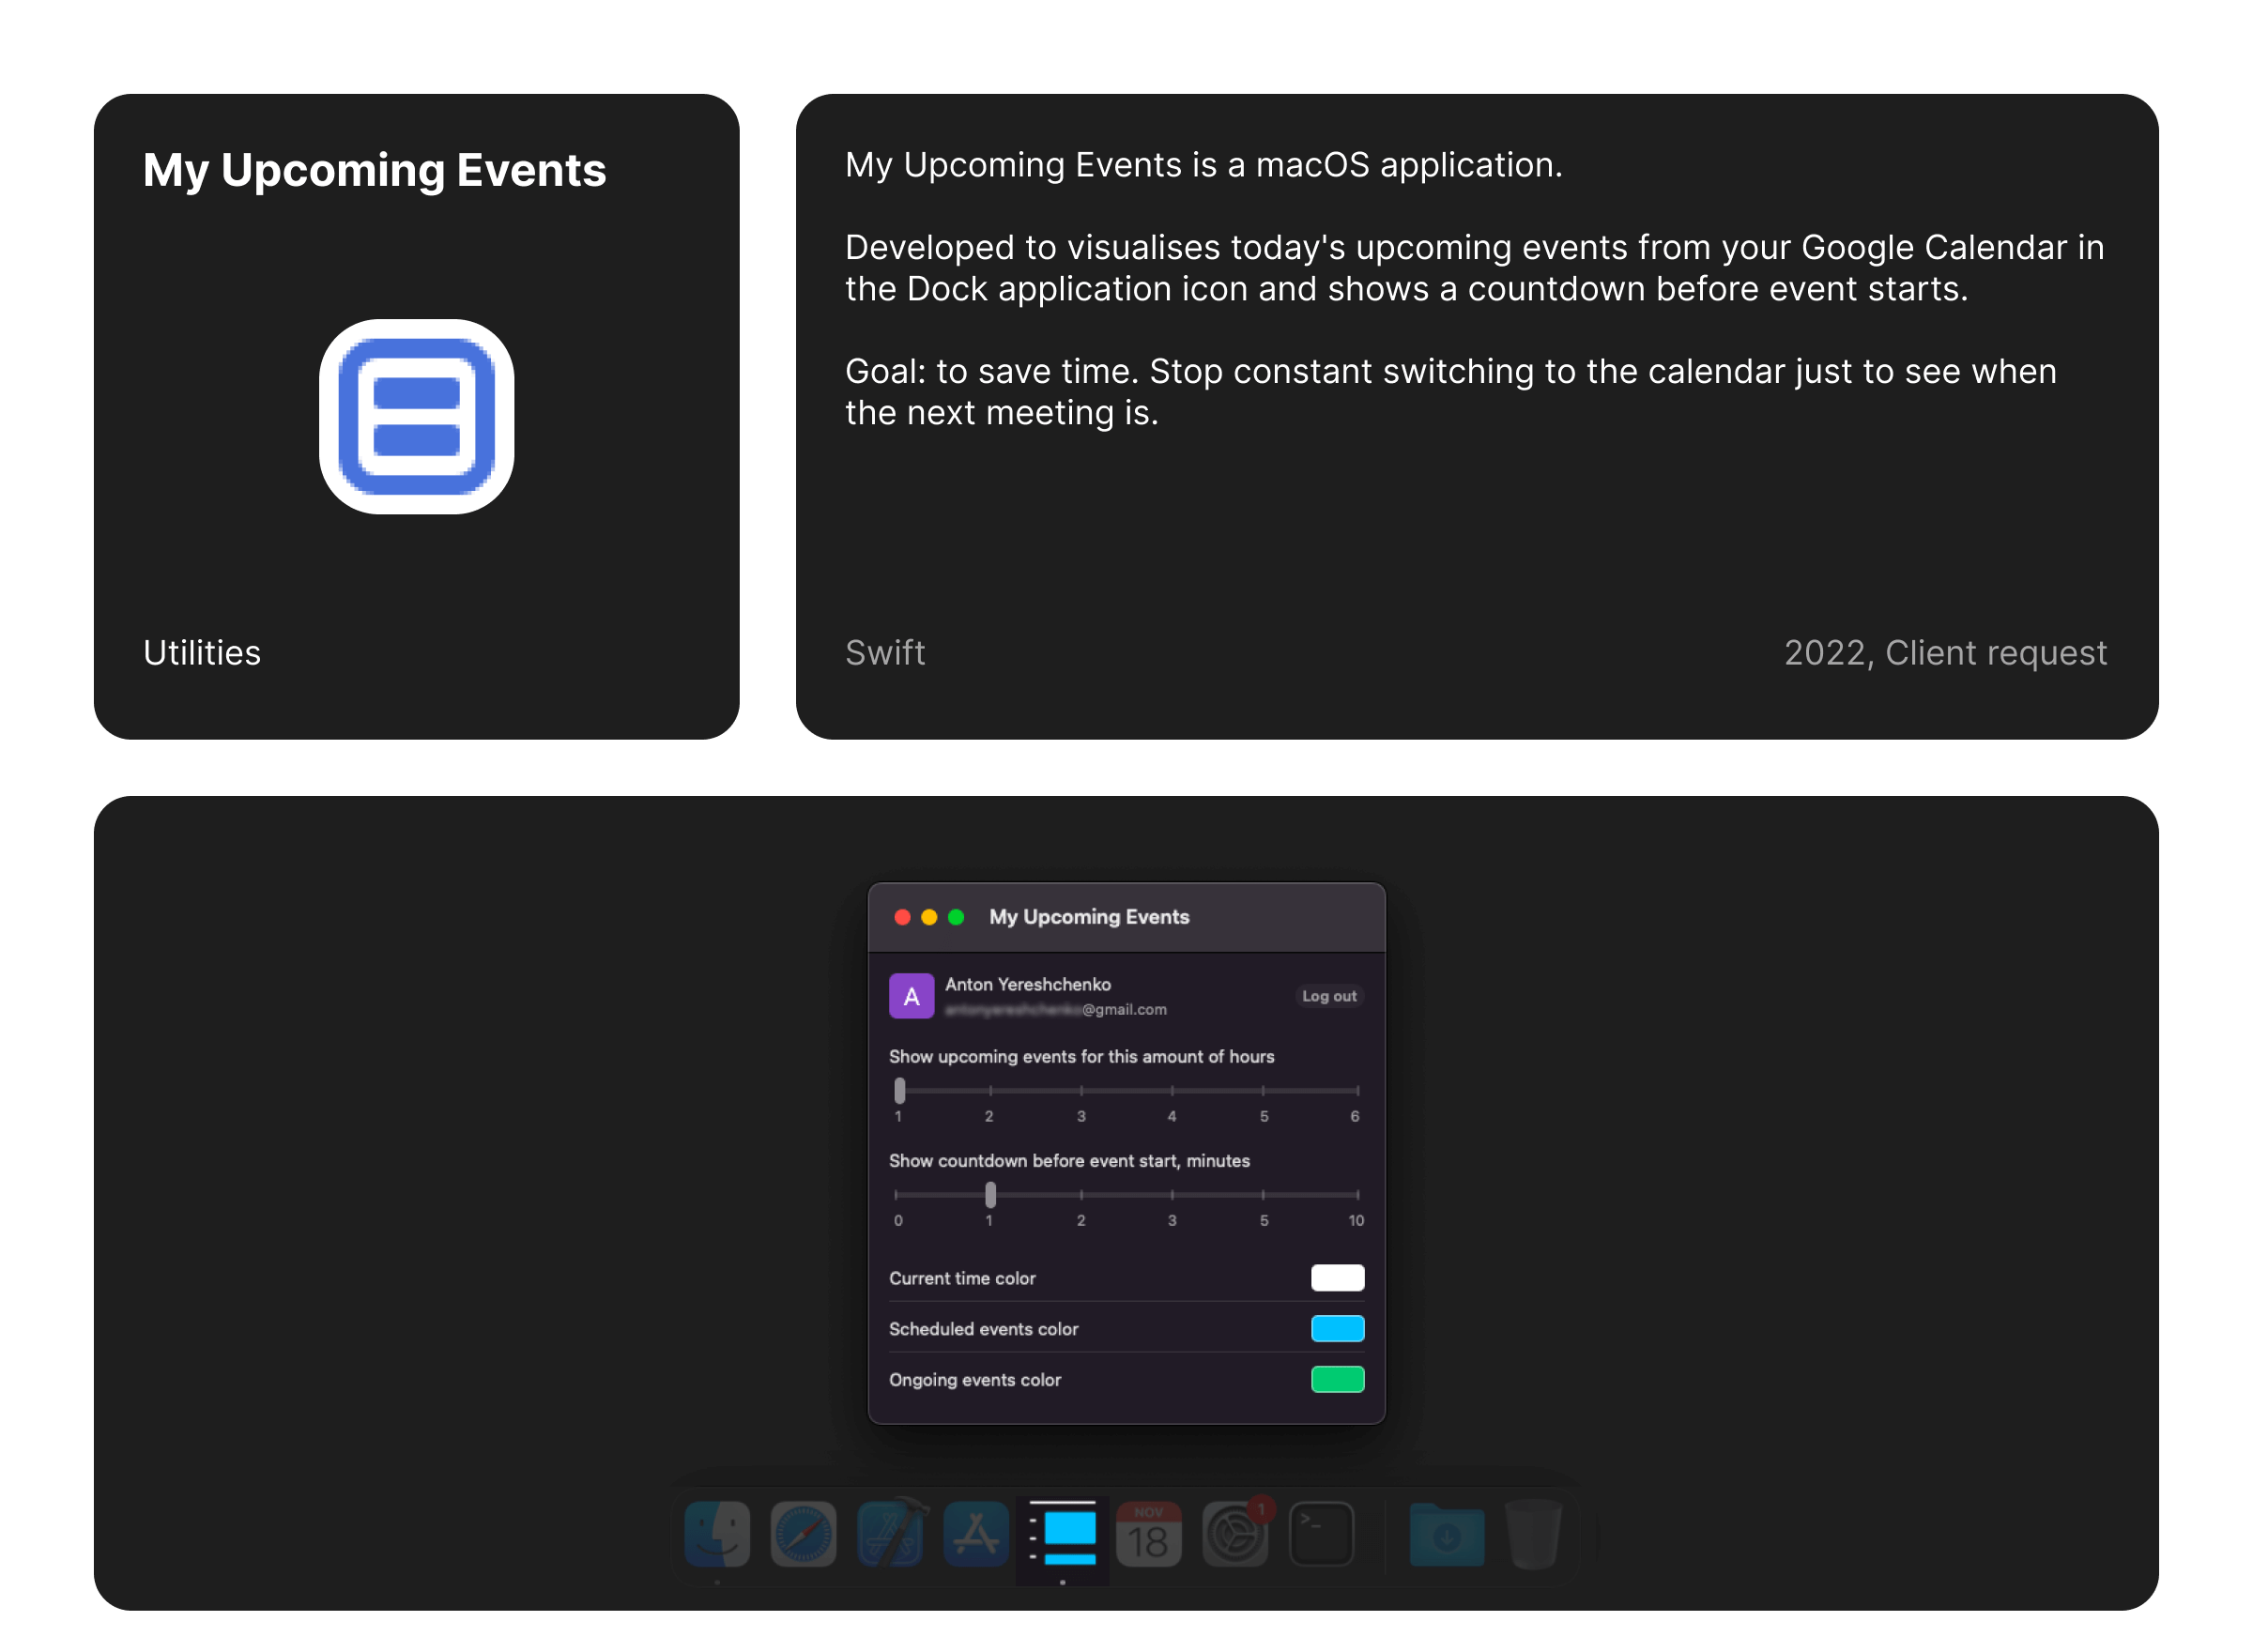 My Upcoming Events
Utilities
My Upcoming Events is a macOS application.
Developed to visualises today's upcoming events from your Google Calendar in
the Dock application icon and shows a countdown before event starts.
Goal: to save time. Stop constant switching to the calendar just to see when
the next meeting is.
Swift
2022, Client request
My Upcoming Events
A
Anton Yereshchenko
@gmail.com
Log out
Show upcoming events for this amount of hours
1 2 3 4 5 6
Show countdown before event start, minutes
0 1 2 3 5 10
Current time color
Scheduled events color
Ongoing events color
NOV
18
1
>_